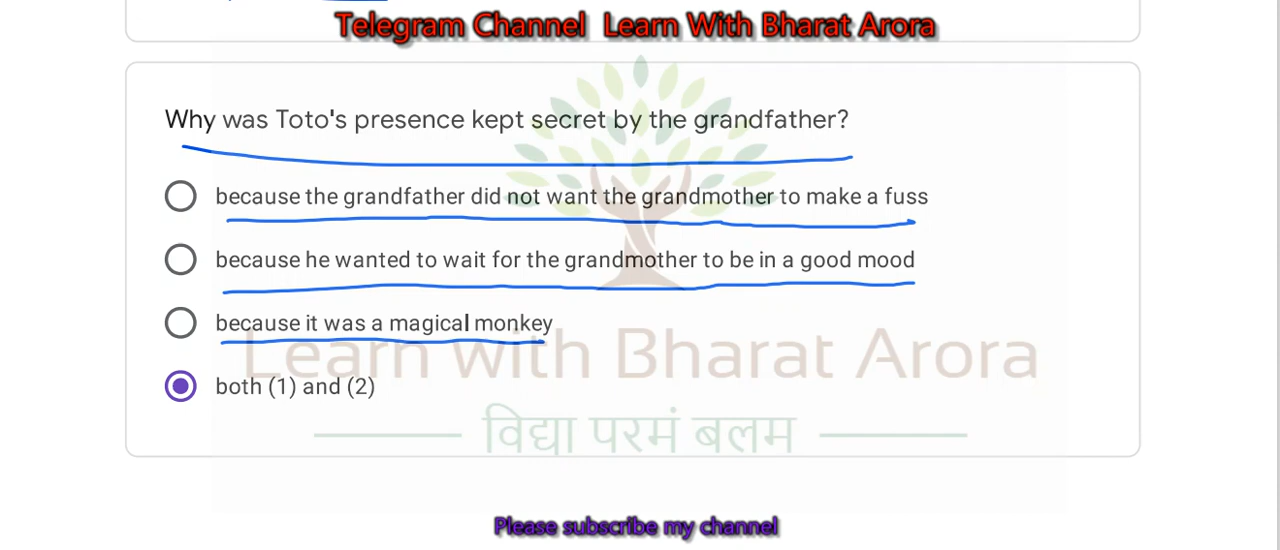 Telegram Channel Learn With Bharat Arora
Why was Toto's presence kept secret by the grandfather?
because the grandfather did not want the grandmother to make a fuss
because he wanted to wait for the grandmother to be in a good mood
because it was a magical monkey
Learn with Bharat Arora
both (1) and (2)
विद्या परमं बलम
Please subscribe my channel